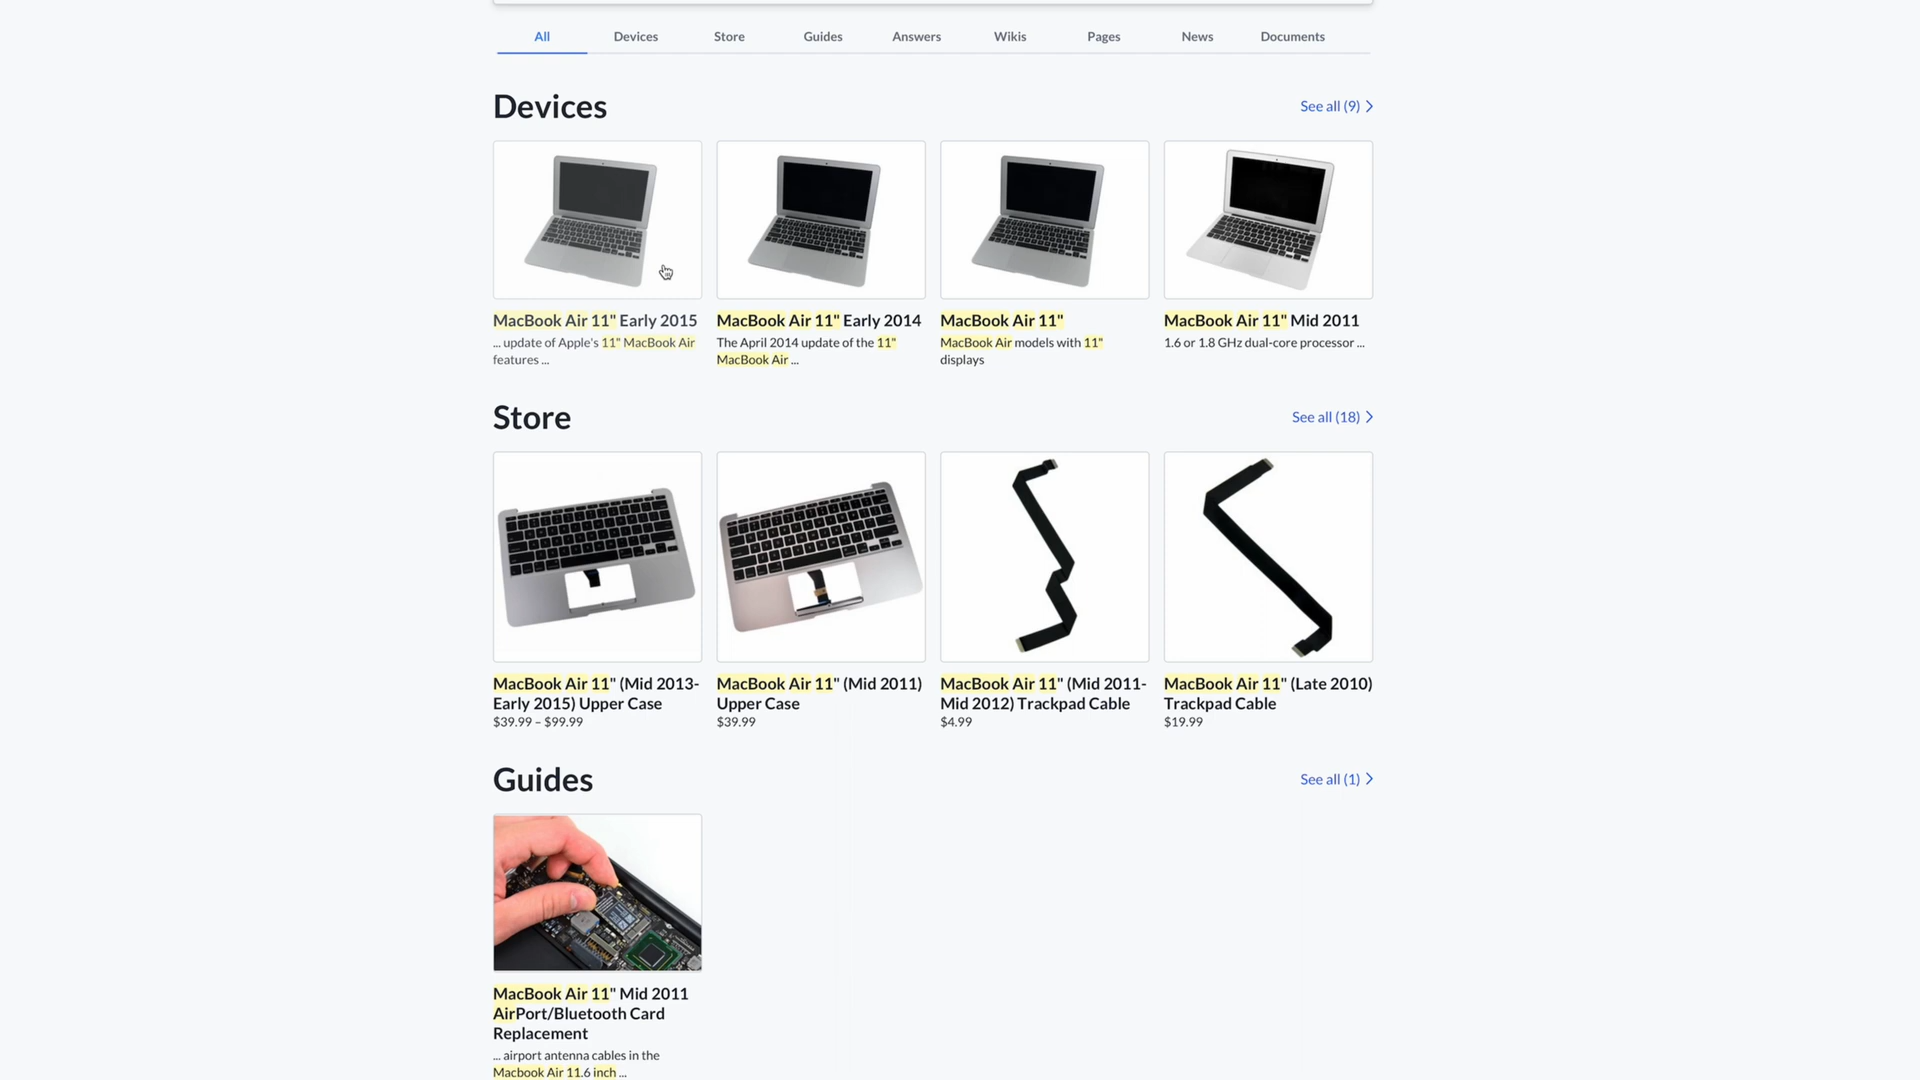 All Devices Store Guides Answers Wikis Pages News Documents
Devices
See all (9)
MacBook Air 11" Early 2015
... update of Apple's 11" MacBook Air
features ...
MacBook Air 11" Early 2014
The April 2014 update of the 11"
MacBook Air ...
MacBook Air 11"
MacBook Air models with 11"
displays
MacBook Air 11" Mid 2011
1.6 or 1.8 GHz dual-core processor ...
Store
See all (18)
MacBook Air 11" (Mid 2013-
Early 2015) Upper Case
$39.99 – $99.99
MacBook Air 11" (Mid 2011)
Upper Case
$39.99
MacBook Air 11" (Mid 2011-
Mid 2012) Trackpad Cable
$4.99
MacBook Air 11" (Late 2010)
Trackpad Cable
$19.99
Guides
See all (1)
MacBook Air 11" Mid 2011
AirPort/Bluetooth Card
Replacement
... airport antenna cables in the
Macbook Air 11.6 inch ...